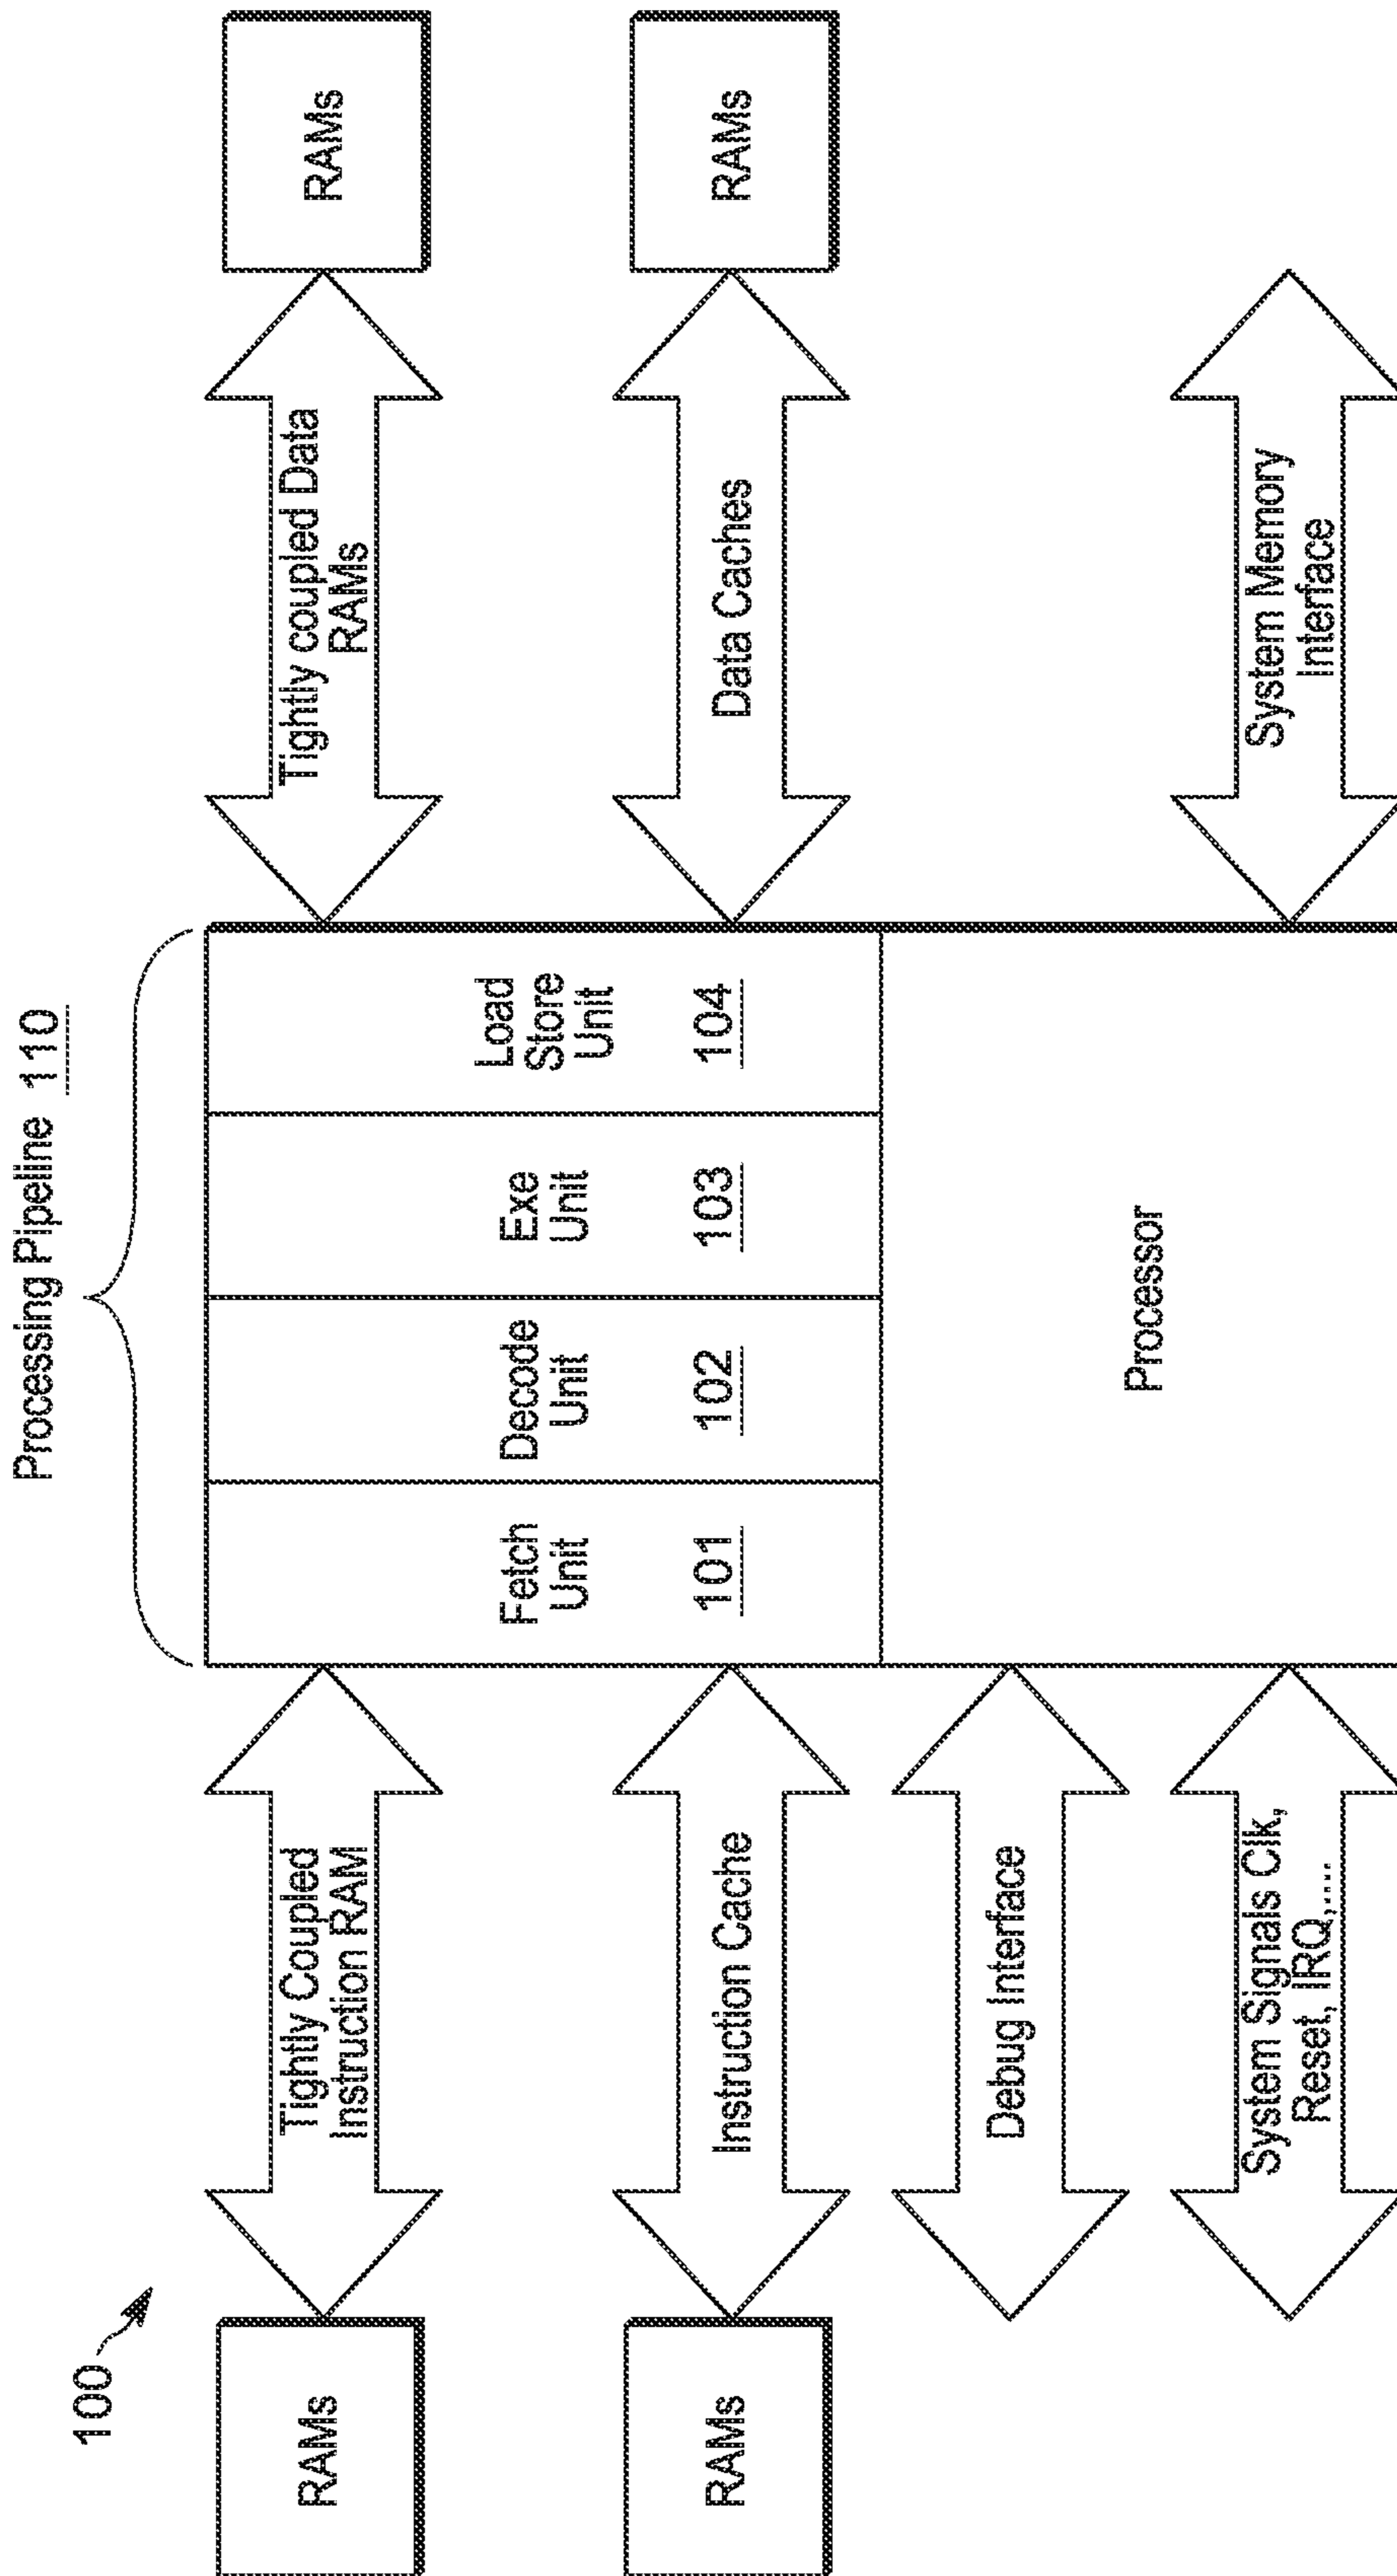 Processing Pipeline 110
100
RAMs
Tightly Coupled
Instruction RAM
Fetch
Unit
101
Decode
Unit
102
Exe
Unit
103
Load
Store
Unit
104
Tightly coupled Data
RAMs
RAMs
RAMs
Instruction Cache
Data Caches
RAMs
Debug Interface
Processor
System Signals Clk,
Reset, IRQ,....
System Memory
Interface